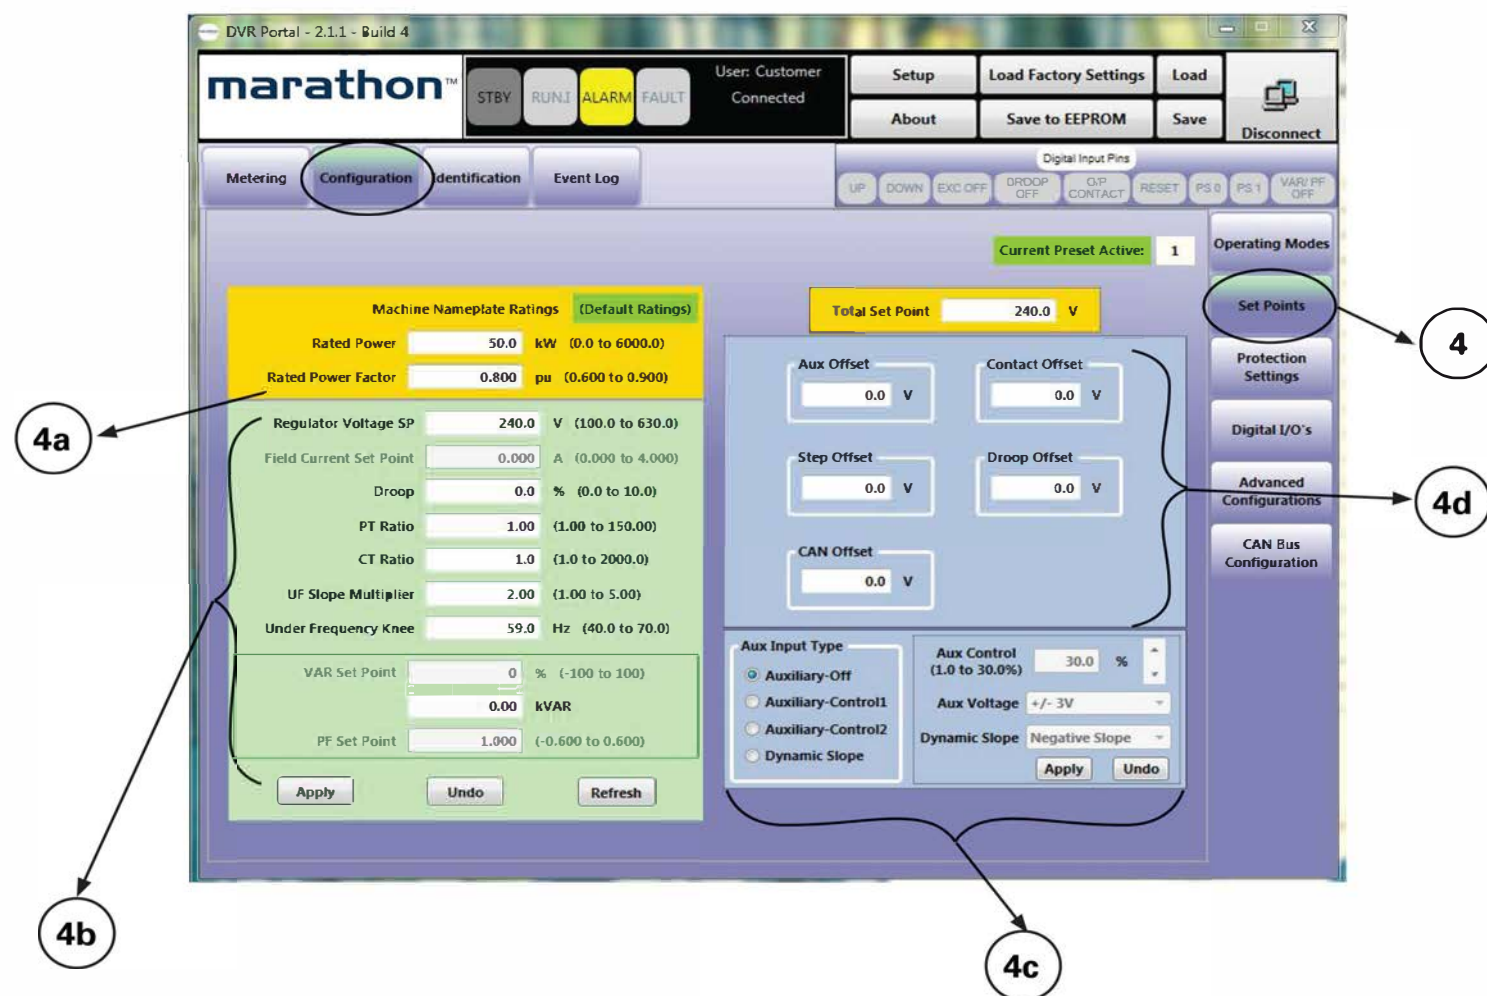 DVR Portal - 2.1.1 - Build 4
marathon™
STBY RUN.I ALARM FAULT
User: Customer
Connected
Setup Load Factory Settings Load
About Save to EEPROM Save
Disconnect
Metering Configuration Identification Event Log
Digital Input Pins
UP DOWN EXC OFF DROOP OFF O/P CONTACT RESET PS 0 PS 1 VAR/ PF OFF
Current Preset Active: 1
Machine Nameplate Ratings (Default Ratings)
Rated Power 50.0 kW (0.0 to 6000.0)
Rated Power Factor 0.800 pu (0.600 to 0.900)
Regulator Voltage SP 240.0 V (100.0 to 630.0)
Field Current Set Point 0.000 A (0.000 to 4.000)
Droop 0.0 % (0.0 to 10.0)
PT Ratio 1.00 (1.00 to 150.00)
CT Ratio 1.0 (1.0 to 2000.0)
UF Slope Multiplier 2.00 (1.00 to 5.00)
Under Frequency Knee 59.0 Hz (40.0 to 70.0)
VAR Set Point 0 % (-100 to 100)
0.00 kVAR
PF Set Point 1.000 (-0.600 to 0.600)
Apply Undo Refresh
Total Set Point 240.0 V
Aux Offset
0.0 V
Contact Offset
0.0 V
Step Offset
0.0 V
Droop Offset
0.0 V
CAN Offset
0.0 V
Aux Input Type
Auxiliary-Off
Auxiliary-Control1
Auxiliary-Control2
Dynamic Slope
Aux Control
(1.0 to 30.0%)
30.0 %
Aux Voltage +/- 3V
Dynamic Slope Negative Slope
Apply Undo
Operating Modes
Set Points
Protection
Settings
Digital I/O's
Advanced
Configurations
CAN Bus
Configuration
4
4a
4d
4b
4c